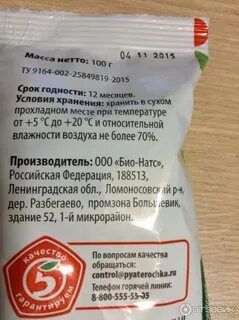 Масса нетто: 100 г
04 11 2015
ТУ 9164-002-25849819-2015
Срок годности: 12 месяцев.
Условия хранения: хранить в сухом
прохладном месте при температуре
от +5 °С до +20 °С и относительной
влажности воздуха не более 70%.
Производитель: ООО «Био-Натс»,
Российская Федерация, 188513,
Ленинградская обл., Ломоносовский р-н,
дер. Разбегаево, промзона Большевик,
здание 52, 1-й микрорайон.
КАЧЕСТВО
5
ГАРАНТИРУЕМ
По вопросам качества
обращаться:
control@pyaterochka.ru
Телефон горячей линии:
8-800-555-55-05